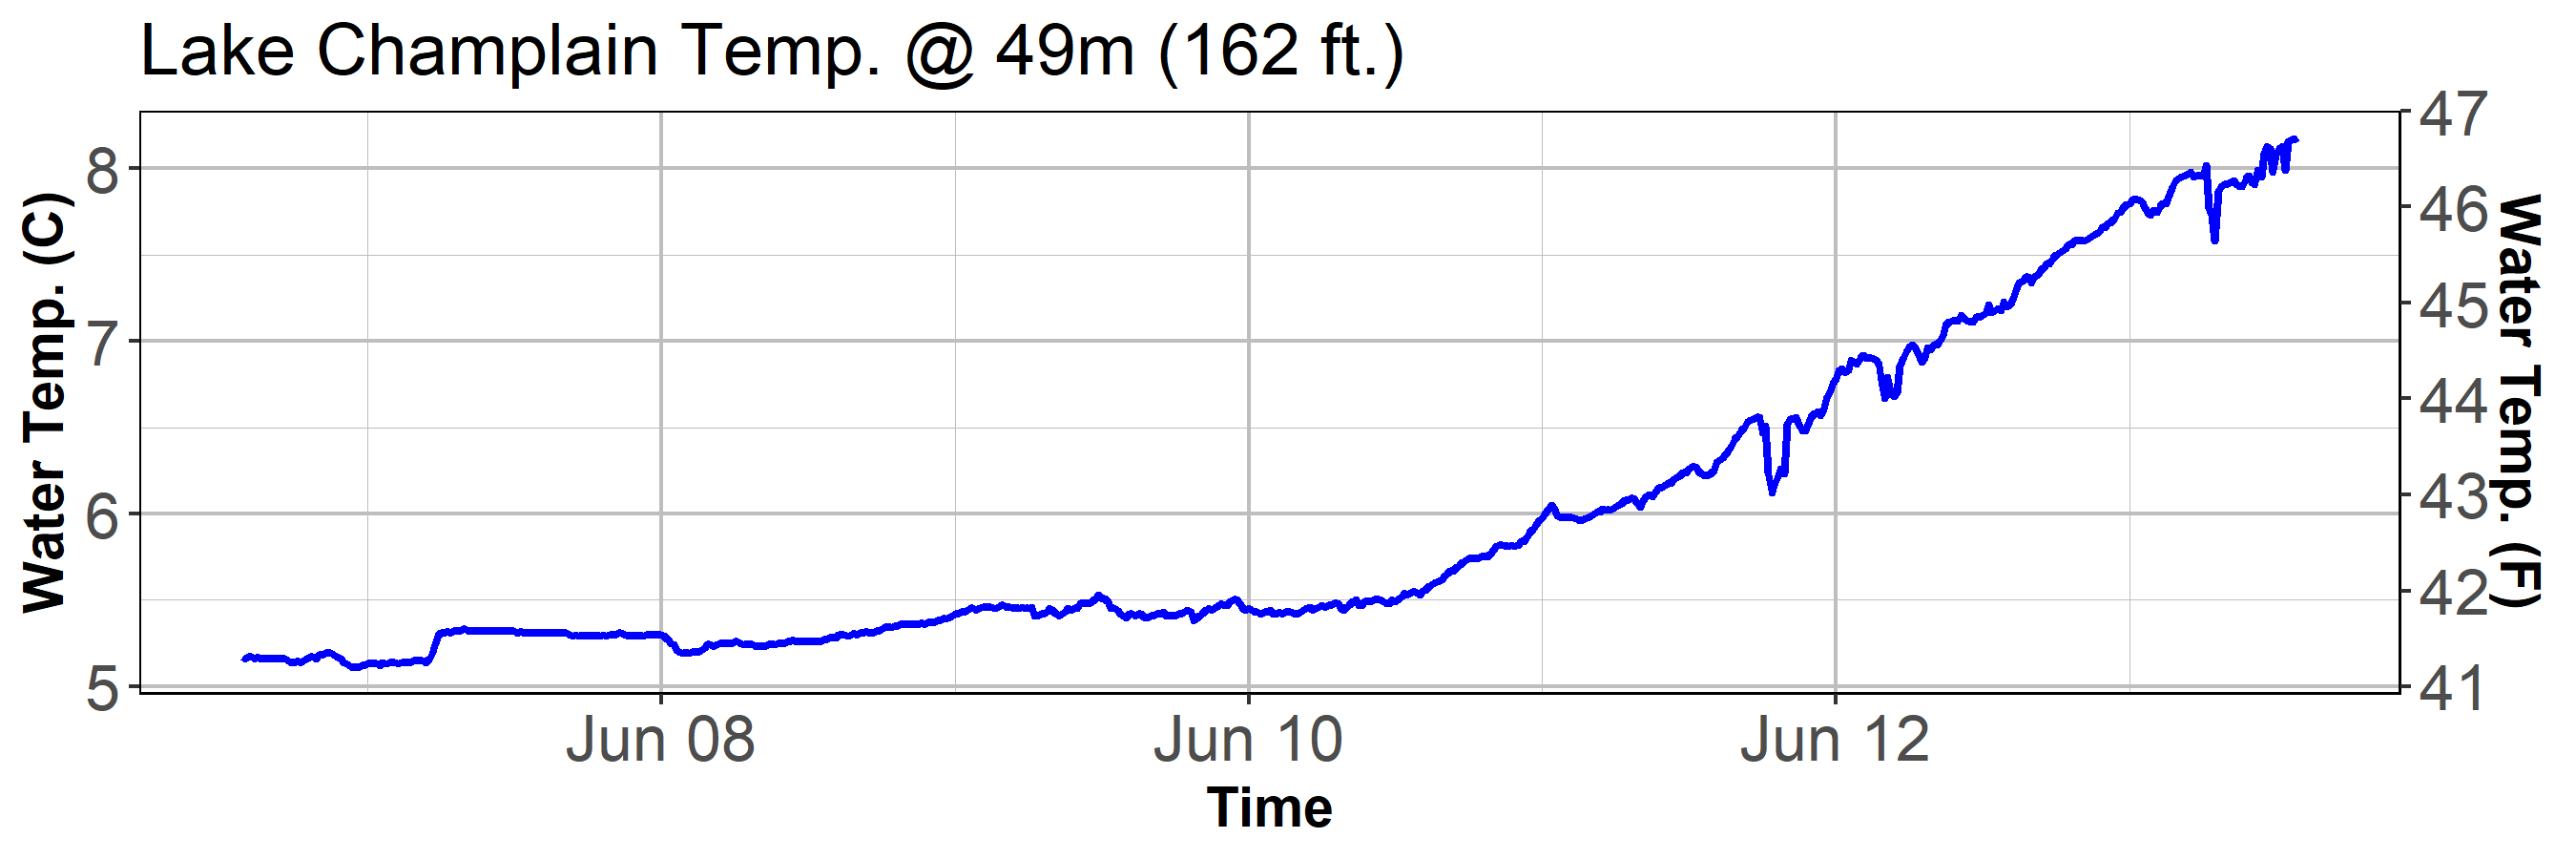 Lake Champlain Temp. @ 49m (162 ft.)
Water Temp. (C)
8
7
6
5
47
46
45
44
43
42
41
Water Temp. (F)
Jun 08 Jun 10 Jun 12
Time